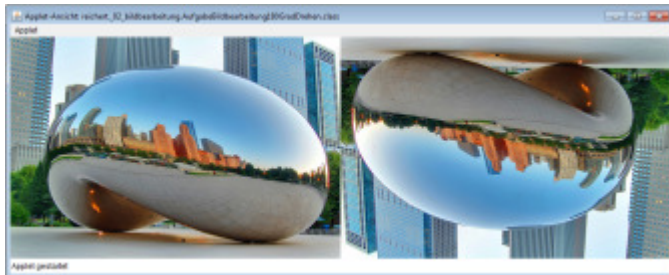 Applet-Ansicht: reichert_02_bildbearbeitung.AufgabeBildbearbeitung180GradDrehen.class
Applet
Applet gestartet